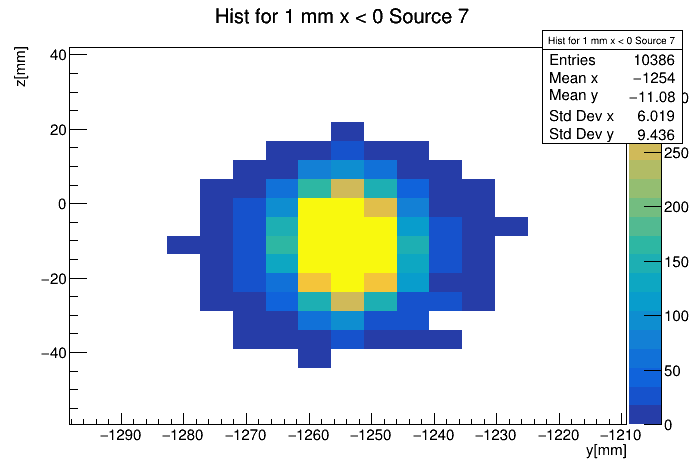 Hist for 1 mm x < 0 Source 7
Hist for 1 mm x < 0 Source 7
Entries 10386
Mean x −1254
Mean y −11.08
Std Dev x 6.019
Std Dev y 9.436
z[mm]
40
20
0
−20
−40
−1290 −1280 −1270 −1260 −1250 −1240 −1230 −1220 −1210
y[mm]
250
200
150
100
50
0